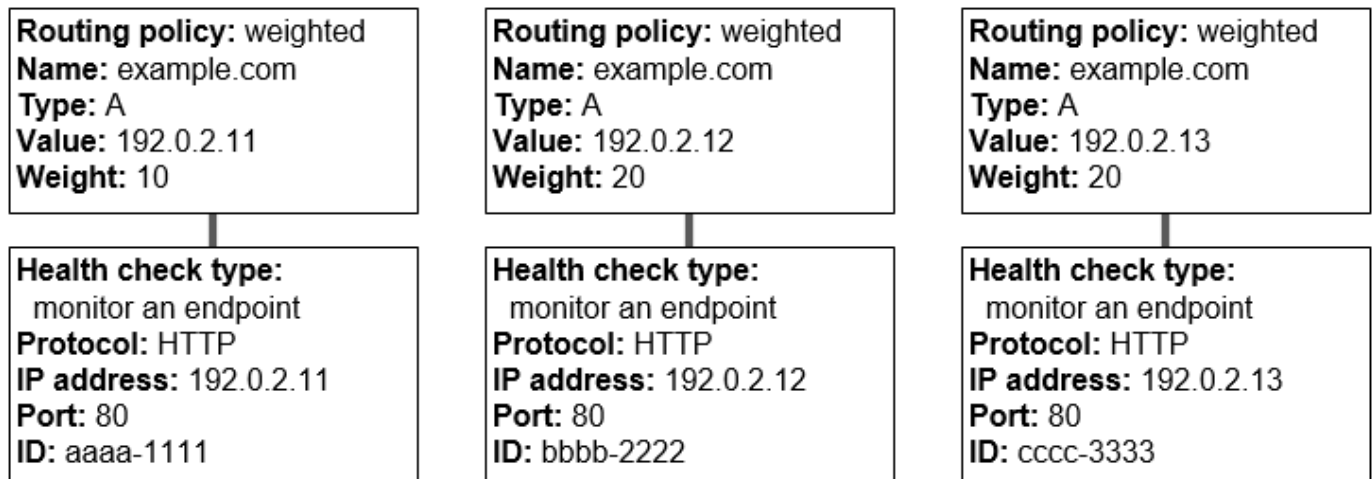 Routing policy: weighted
Name: example.com
Type: A
Value: 192.0.2.11
Weight: 10
Health check type:
monitor an endpoint
Protocol: HTTP
IP address: 192.0.2.11
Port: 80
ID: aaaa-1111
Routing policy: weighted
Name: example.com
Type: A
Value: 192.0.2.12
Weight: 20
Health check type:
monitor an endpoint
Protocol: HTTP
IP address: 192.0.2.12
Port: 80
ID: bbbb-2222
Routing policy: weighted
Name: example.com
Type: A
Value: 192.0.2.13
Weight: 20
Health check type:
monitor an endpoint
Protocol: HTTP
IP address: 192.0.2.13
Port: 80
ID: cccc-3333